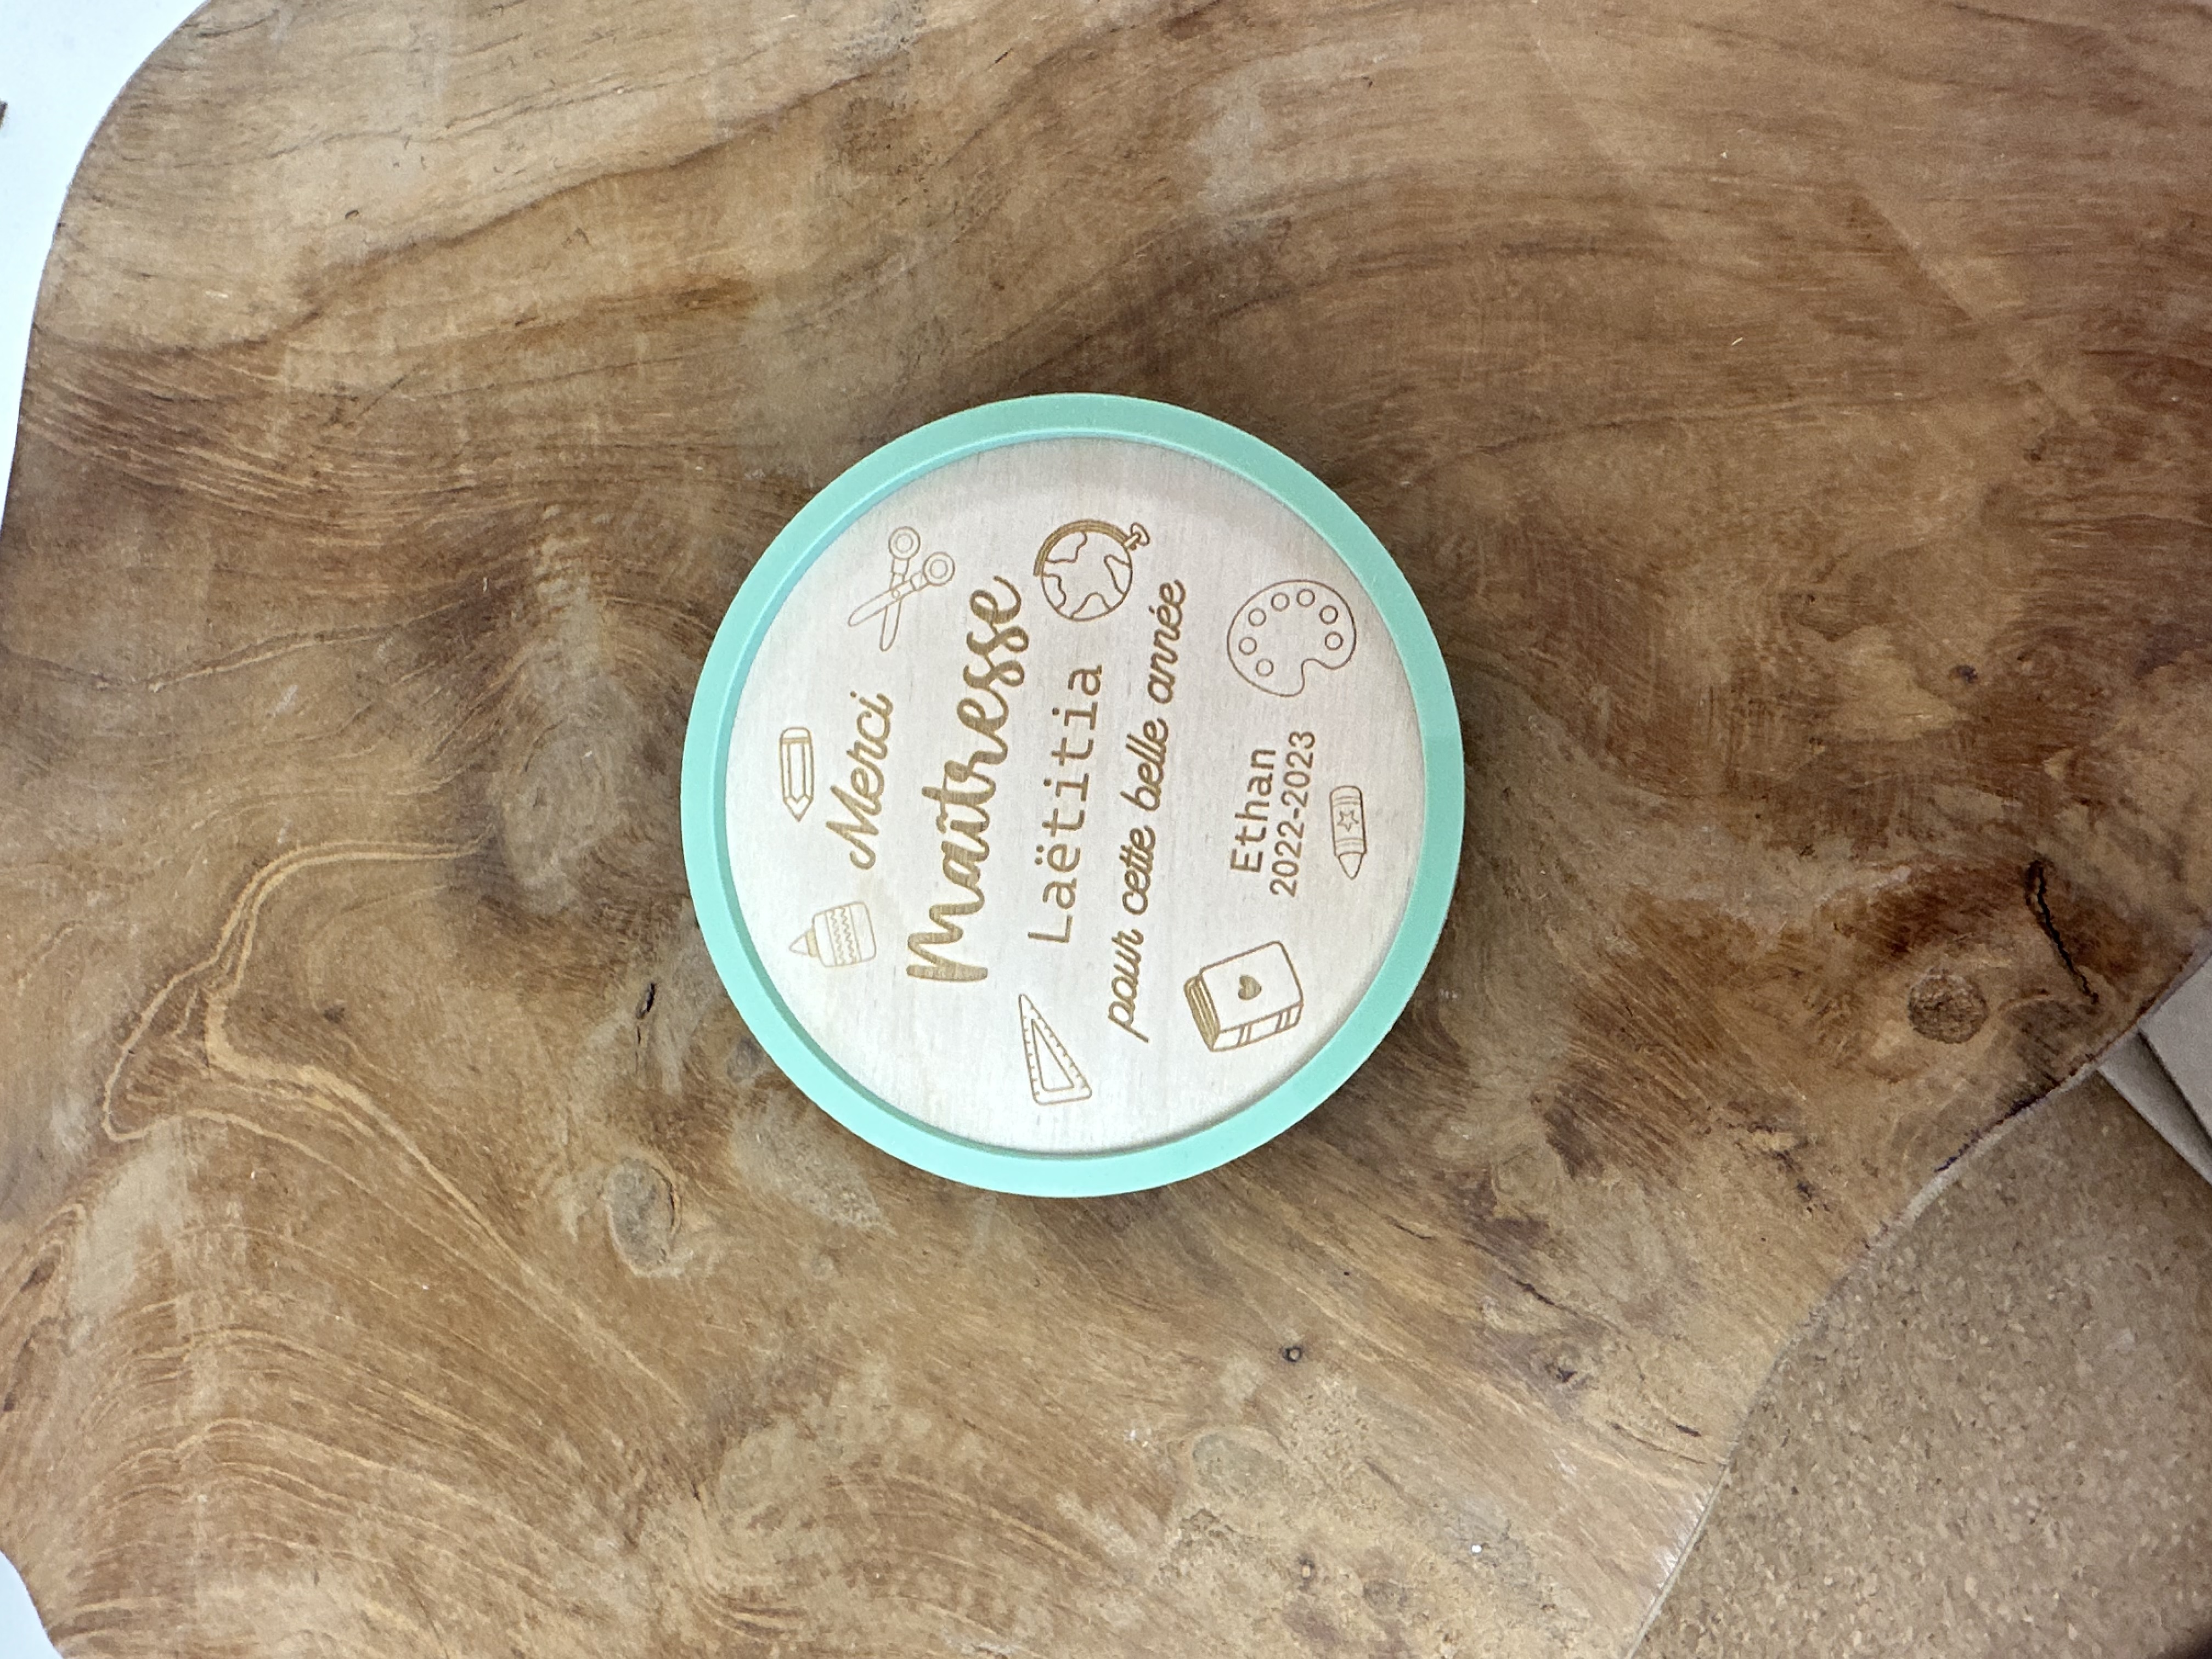 Merci
Maîtresse
Laëtitia
pour cette belle année
Ethan
2022-2023